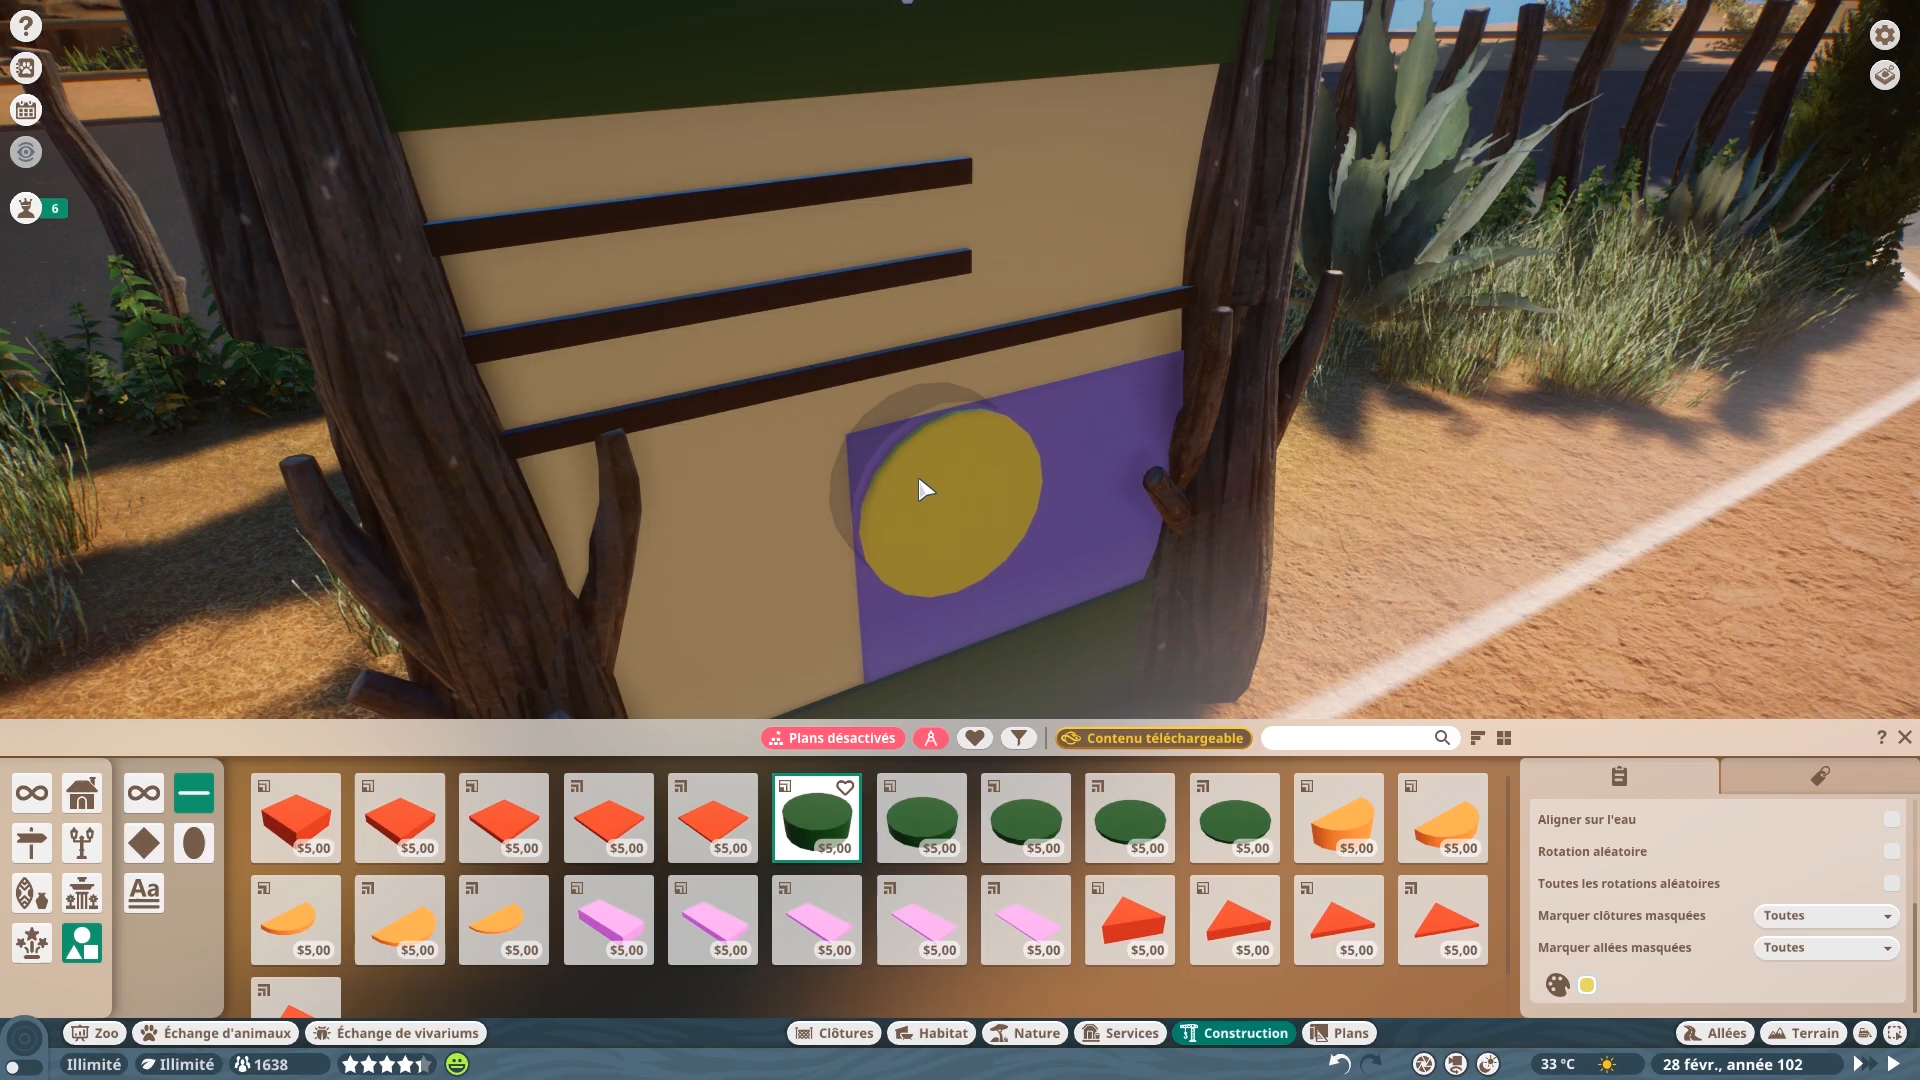 ?
6
Plans désactivés
Contenu téléchargeable
?
$5,00 $5,00 $5,00 $5,00 $5,00 $5,00 $5,00 $5,00 $5,00 $5,00 $5,00 $5,00
Aa
$5,00 $5,00 $5,00 $5,00 $5,00 $5,00 $5,00 $5,00 $5,00 $5,00 $5,00 $5,00
Aligner sur l'eau
Rotation aléatoire
Toutes les rotations aléatoires
Marquer clôtures masquées Toutes
Marquer allées masquées Toutes
Zoo Échange d'animaux Échange de vivariums Clôtures Habitat Nature Services Construction Plans Allées Terrain
Illimité Illimité 1638 33 °C 28 févr., année 102